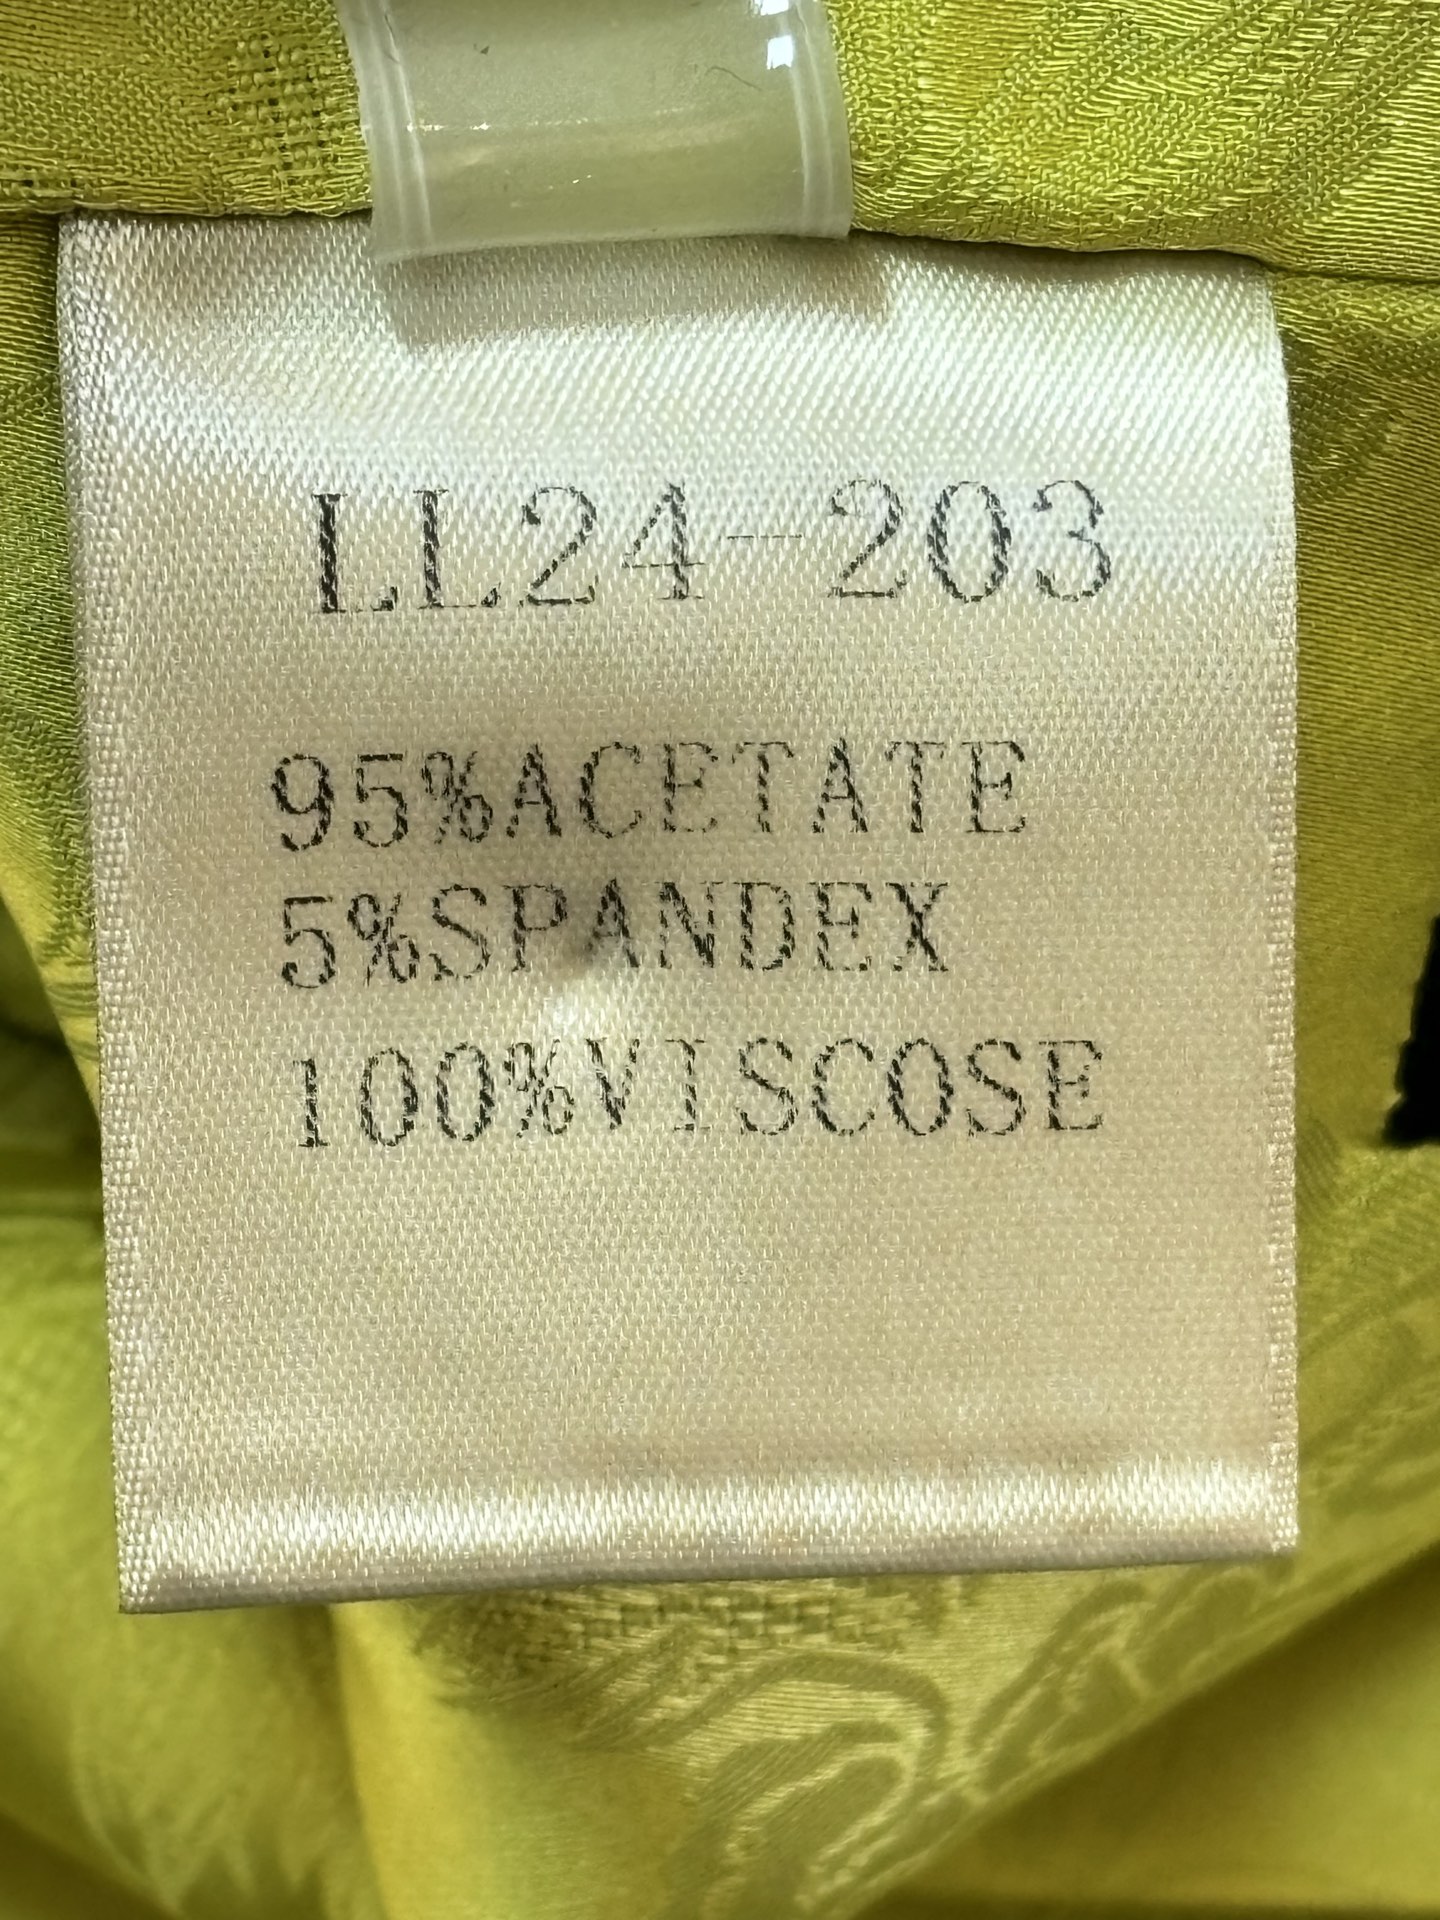 LL24-203
95%ACETATE
5%SPANDEX
100%VISCOSE